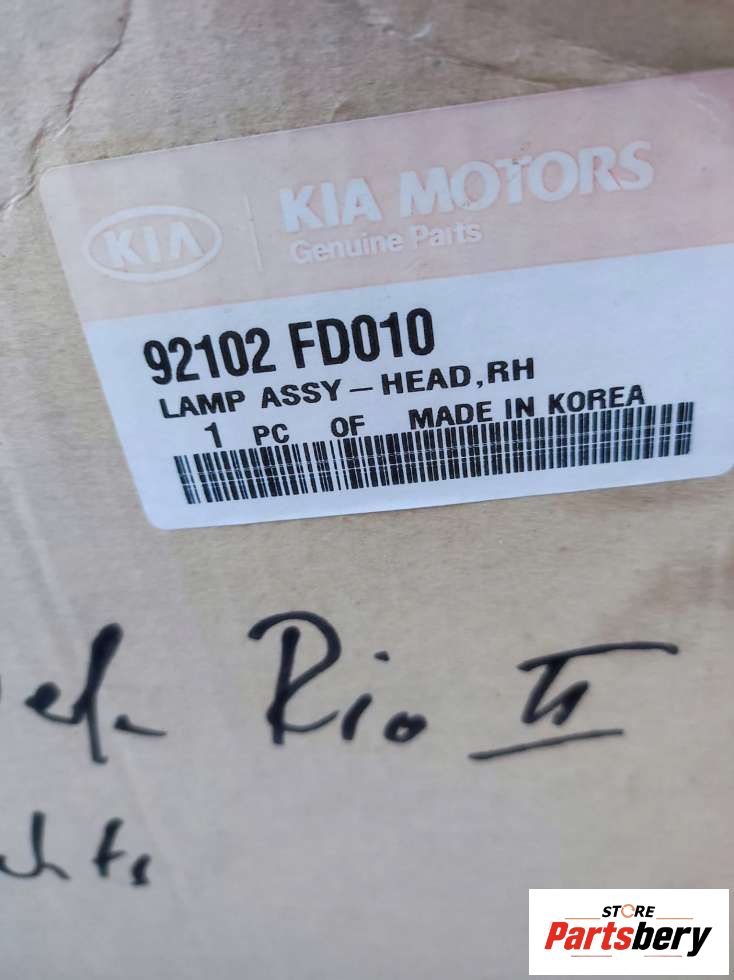 KIA
KIA MOTORS
Genuine Parts
92102 FD010
LAMP ASSY – HEAD, RH
1 PC OF MADE IN KOREA
Rio II
STORE
Partsbery